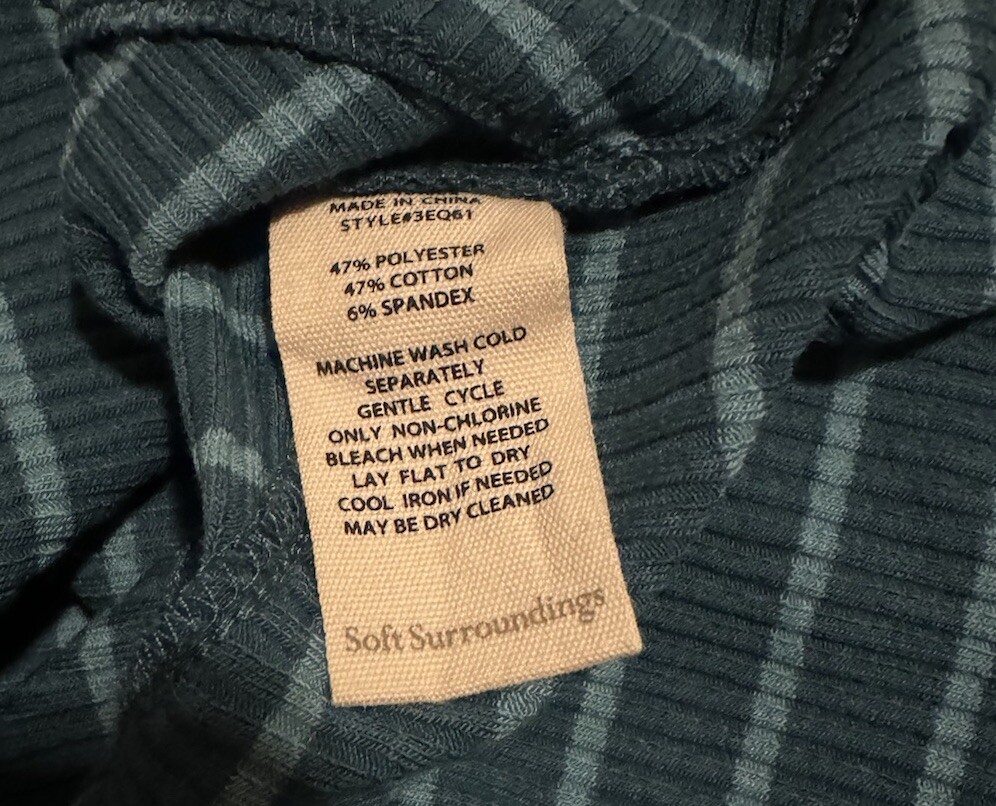 MADE IN CHINA
STYLE#3EQ61
47% POLYESTER
47% COTTON
6% SPANDEX
MACHINE WASH COLD
SEPARATELY
GENTLE CYCLE
ONLY NON-CHLORINE
BLEACH WHEN NEEDED
LAY FLAT TO DRY
COOL IRON IF NEEDED
MAY BE DRY CLEANED
Soft Surroundings